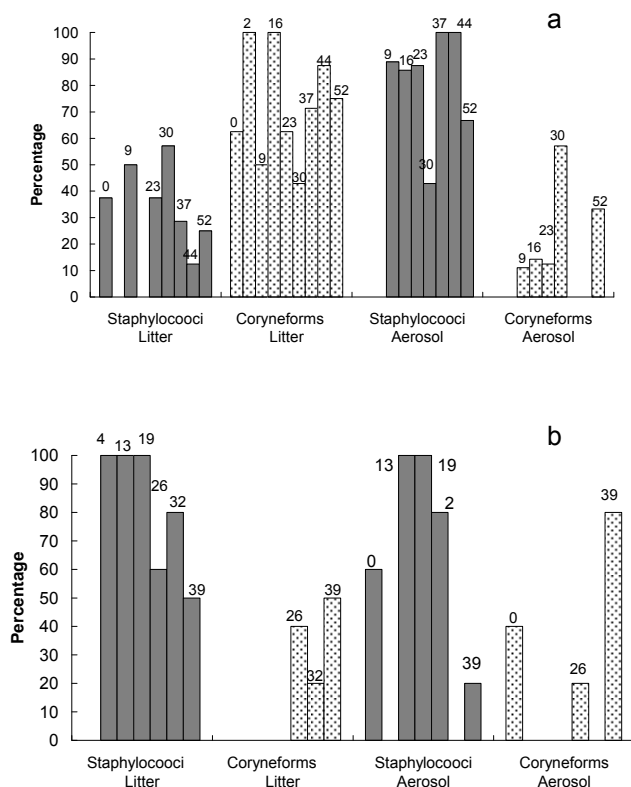 a
Percentage
100
90
80
70
60
50
40
30
20
10
0
0 9 23 30 37 44 52
0 2 9 16 23 30 37 44 52
9 16 23 30 37 44 52
9 16 23 30 52
Staphylocooci Litter
Coryneforms Litter
Staphylocooci Aerosol
Coryneforms Aerosol
b
Percentage
100
90
80
70
60
50
40
30
20
10
0
4 13 19 26 32 39
26 32 39
0 13 19 2 39
0 26 39
Staphylocooci Litter
Coryneforms Litter
Staphylocooci Aerosol
Coryneforms Aerosol